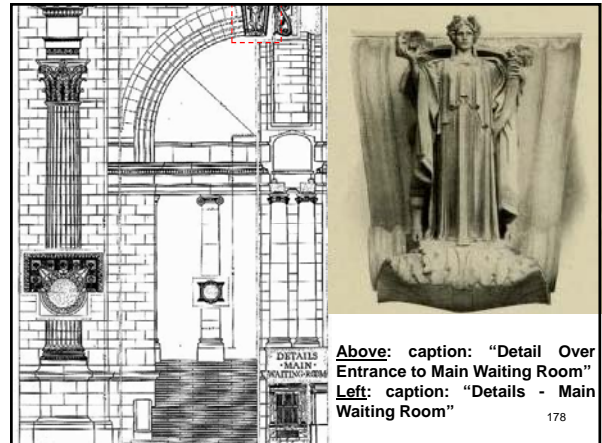 DETAILS
·MAIN·
WAITING·ROOM
Above: caption: “Detail Over
Entrance to Main Waiting Room”
Left: caption: “Details - Main
Waiting Room”
178